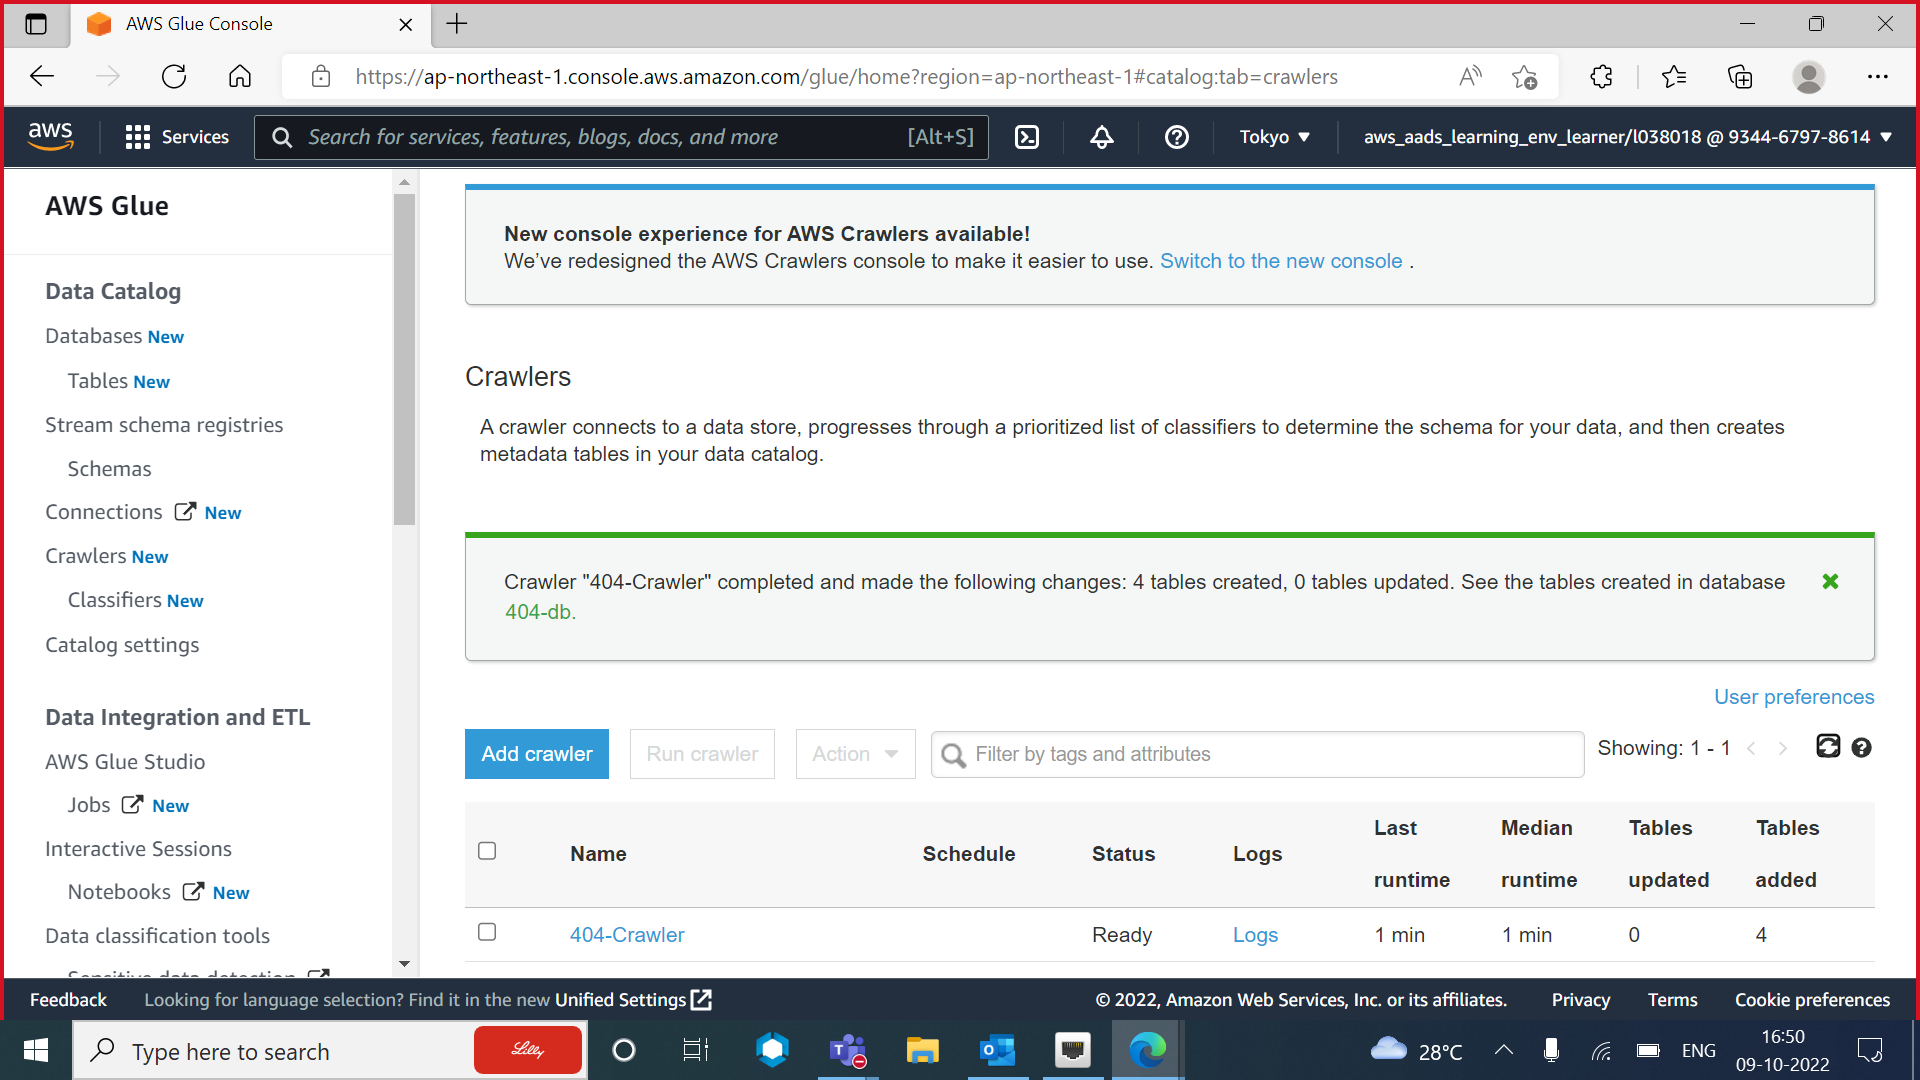 AWS Glue Console
https://ap-northeast-1.console.aws.amazon.com/glue/home?region=ap-northeast-1#catalog:tab=crawlers
aws
Services
Search for services, features, blogs, docs, and more [Alt+S]
Tokyo
aws_aads_learning_env_learner/l038018 @ 9344-6797-8614
AWS Glue
Data Catalog
Databases New
Tables New
Stream schema registries
Schemas
Connections New
Crawlers New
Classifiers New
Catalog settings
Data Integration and ETL
AWS Glue Studio
Jobs New
Interactive Sessions
Notebooks New
Data classification tools
Sensitive data detection
New console experience for AWS Crawlers available!
We've redesigned the AWS Crawlers console to make it easier to use. Switch to the new console .
Crawlers
A crawler connects to a data store, progresses through a prioritized list of classifiers to determine the schema for your data, and then creates
metadata tables in your data catalog.
Crawler "404-Crawler" completed and made the following changes: 4 tables created, 0 tables updated. See the tables created in database
404-db.
User preferences
Add crawler Run crawler Action Filter by tags and attributes Showing: 1 - 1
Name Schedule Status Logs Last runtime Median runtime Tables updated Tables added
404-Crawler Ready Logs 1 min 1 min 0 4
Feedback Looking for language selection? Find it in the new Unified Settings © 2022, Amazon Web Services, Inc. or its affiliates. Privacy Terms Cookie preferences
Type here to search
Lilly
28°C
ENG
16:50
09-10-2022